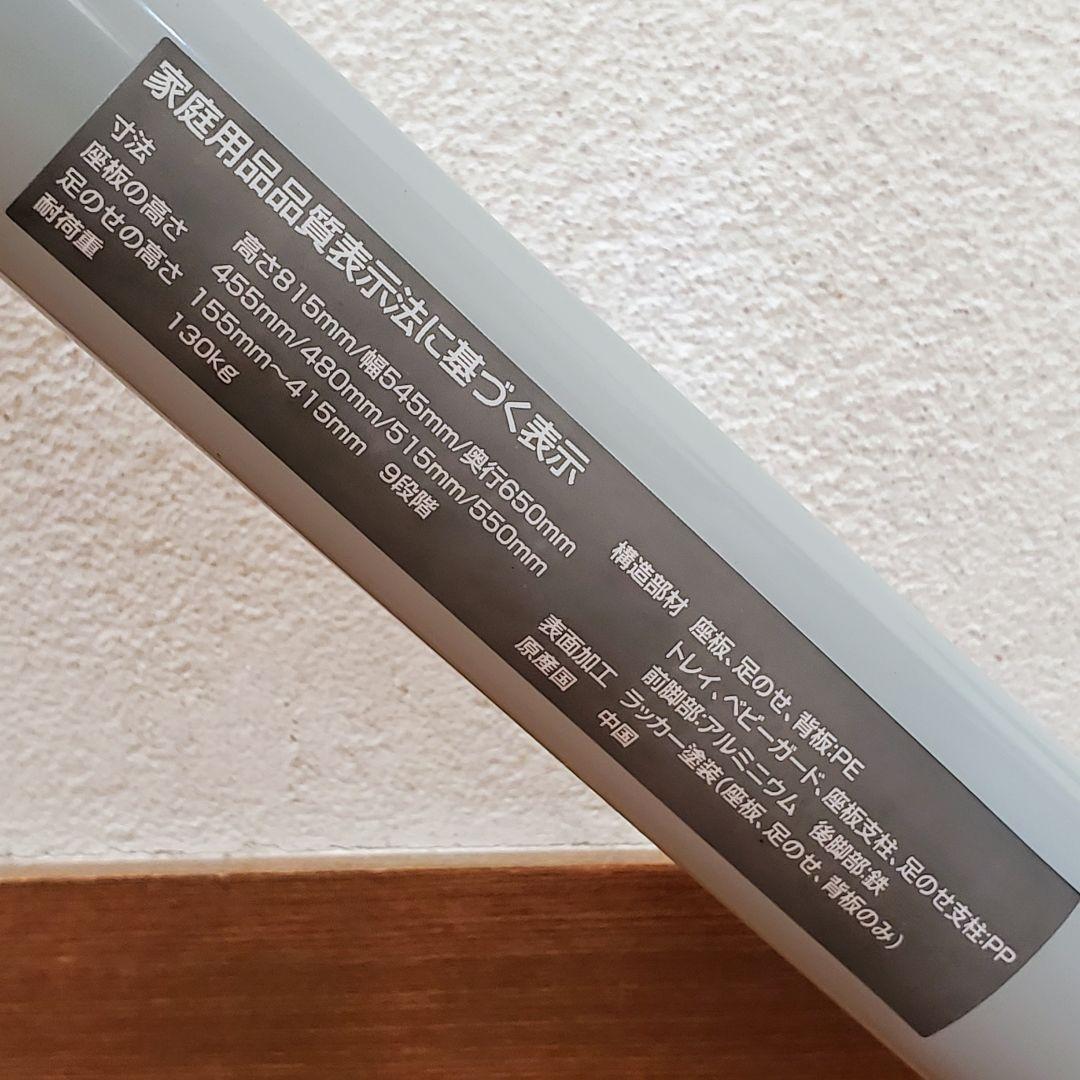 家庭用品品質表示法に基づく表示
寸法 高さ815mm/幅545mm/奥行650mm
座板の高さ 455mm/480mm/515mm/550mm
足のせの高さ 155mm〜415mm 9段階
耐荷重 130kg
構造部材 座板、足のせ、背板:PE
トレイ、ベビーガード、座板支柱、足のせ支柱:PP
前脚部:アルミニウム 後脚部:鉄
表面加工 ラッカー塗装(座板、足のせ、背板のみ)
原産国 中国